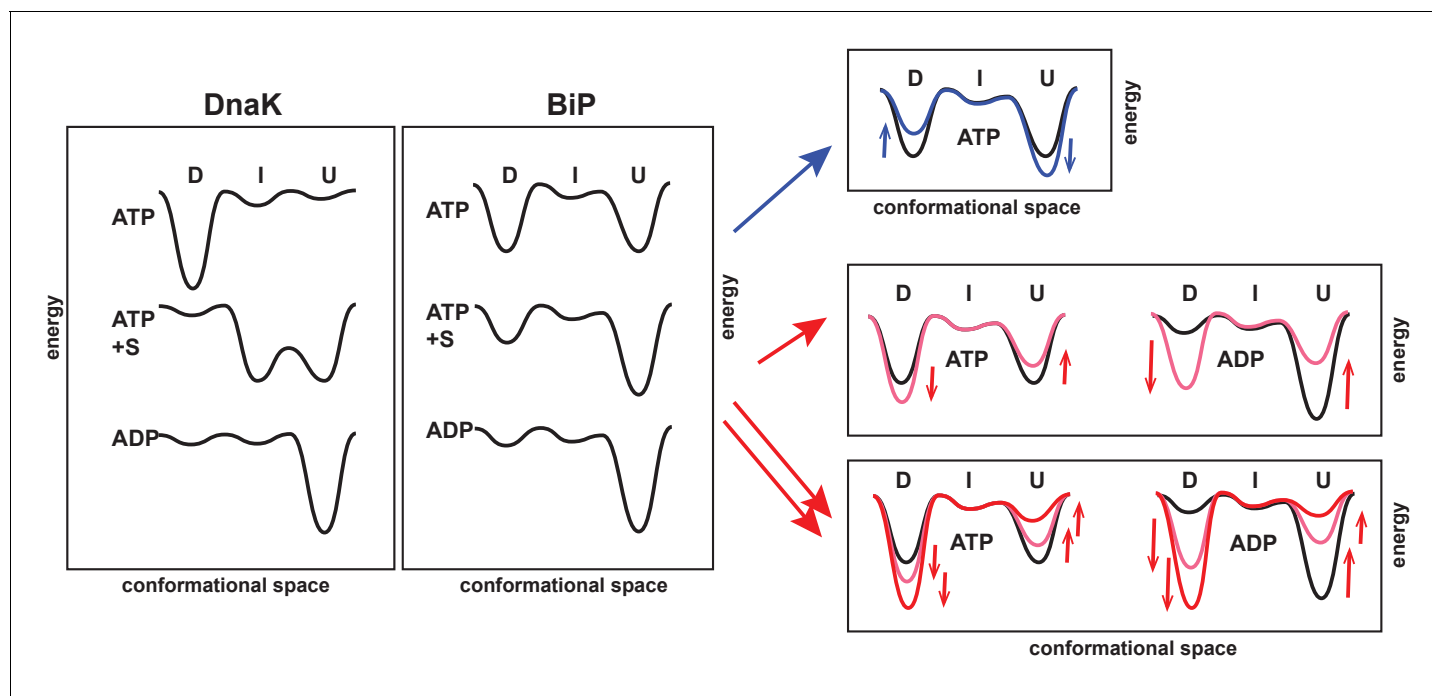 DnaK
D I U
ATP
ATP
+S
ADP
energy
conformational space
BiP
D I U
ATP
ATP
+S
ADP
energy
conformational space
D I U
ATP
energy
conformational space
D I U
ATP
D I U
ADP
energy
D I U
ATP
D I U
ADP
energy
conformational space